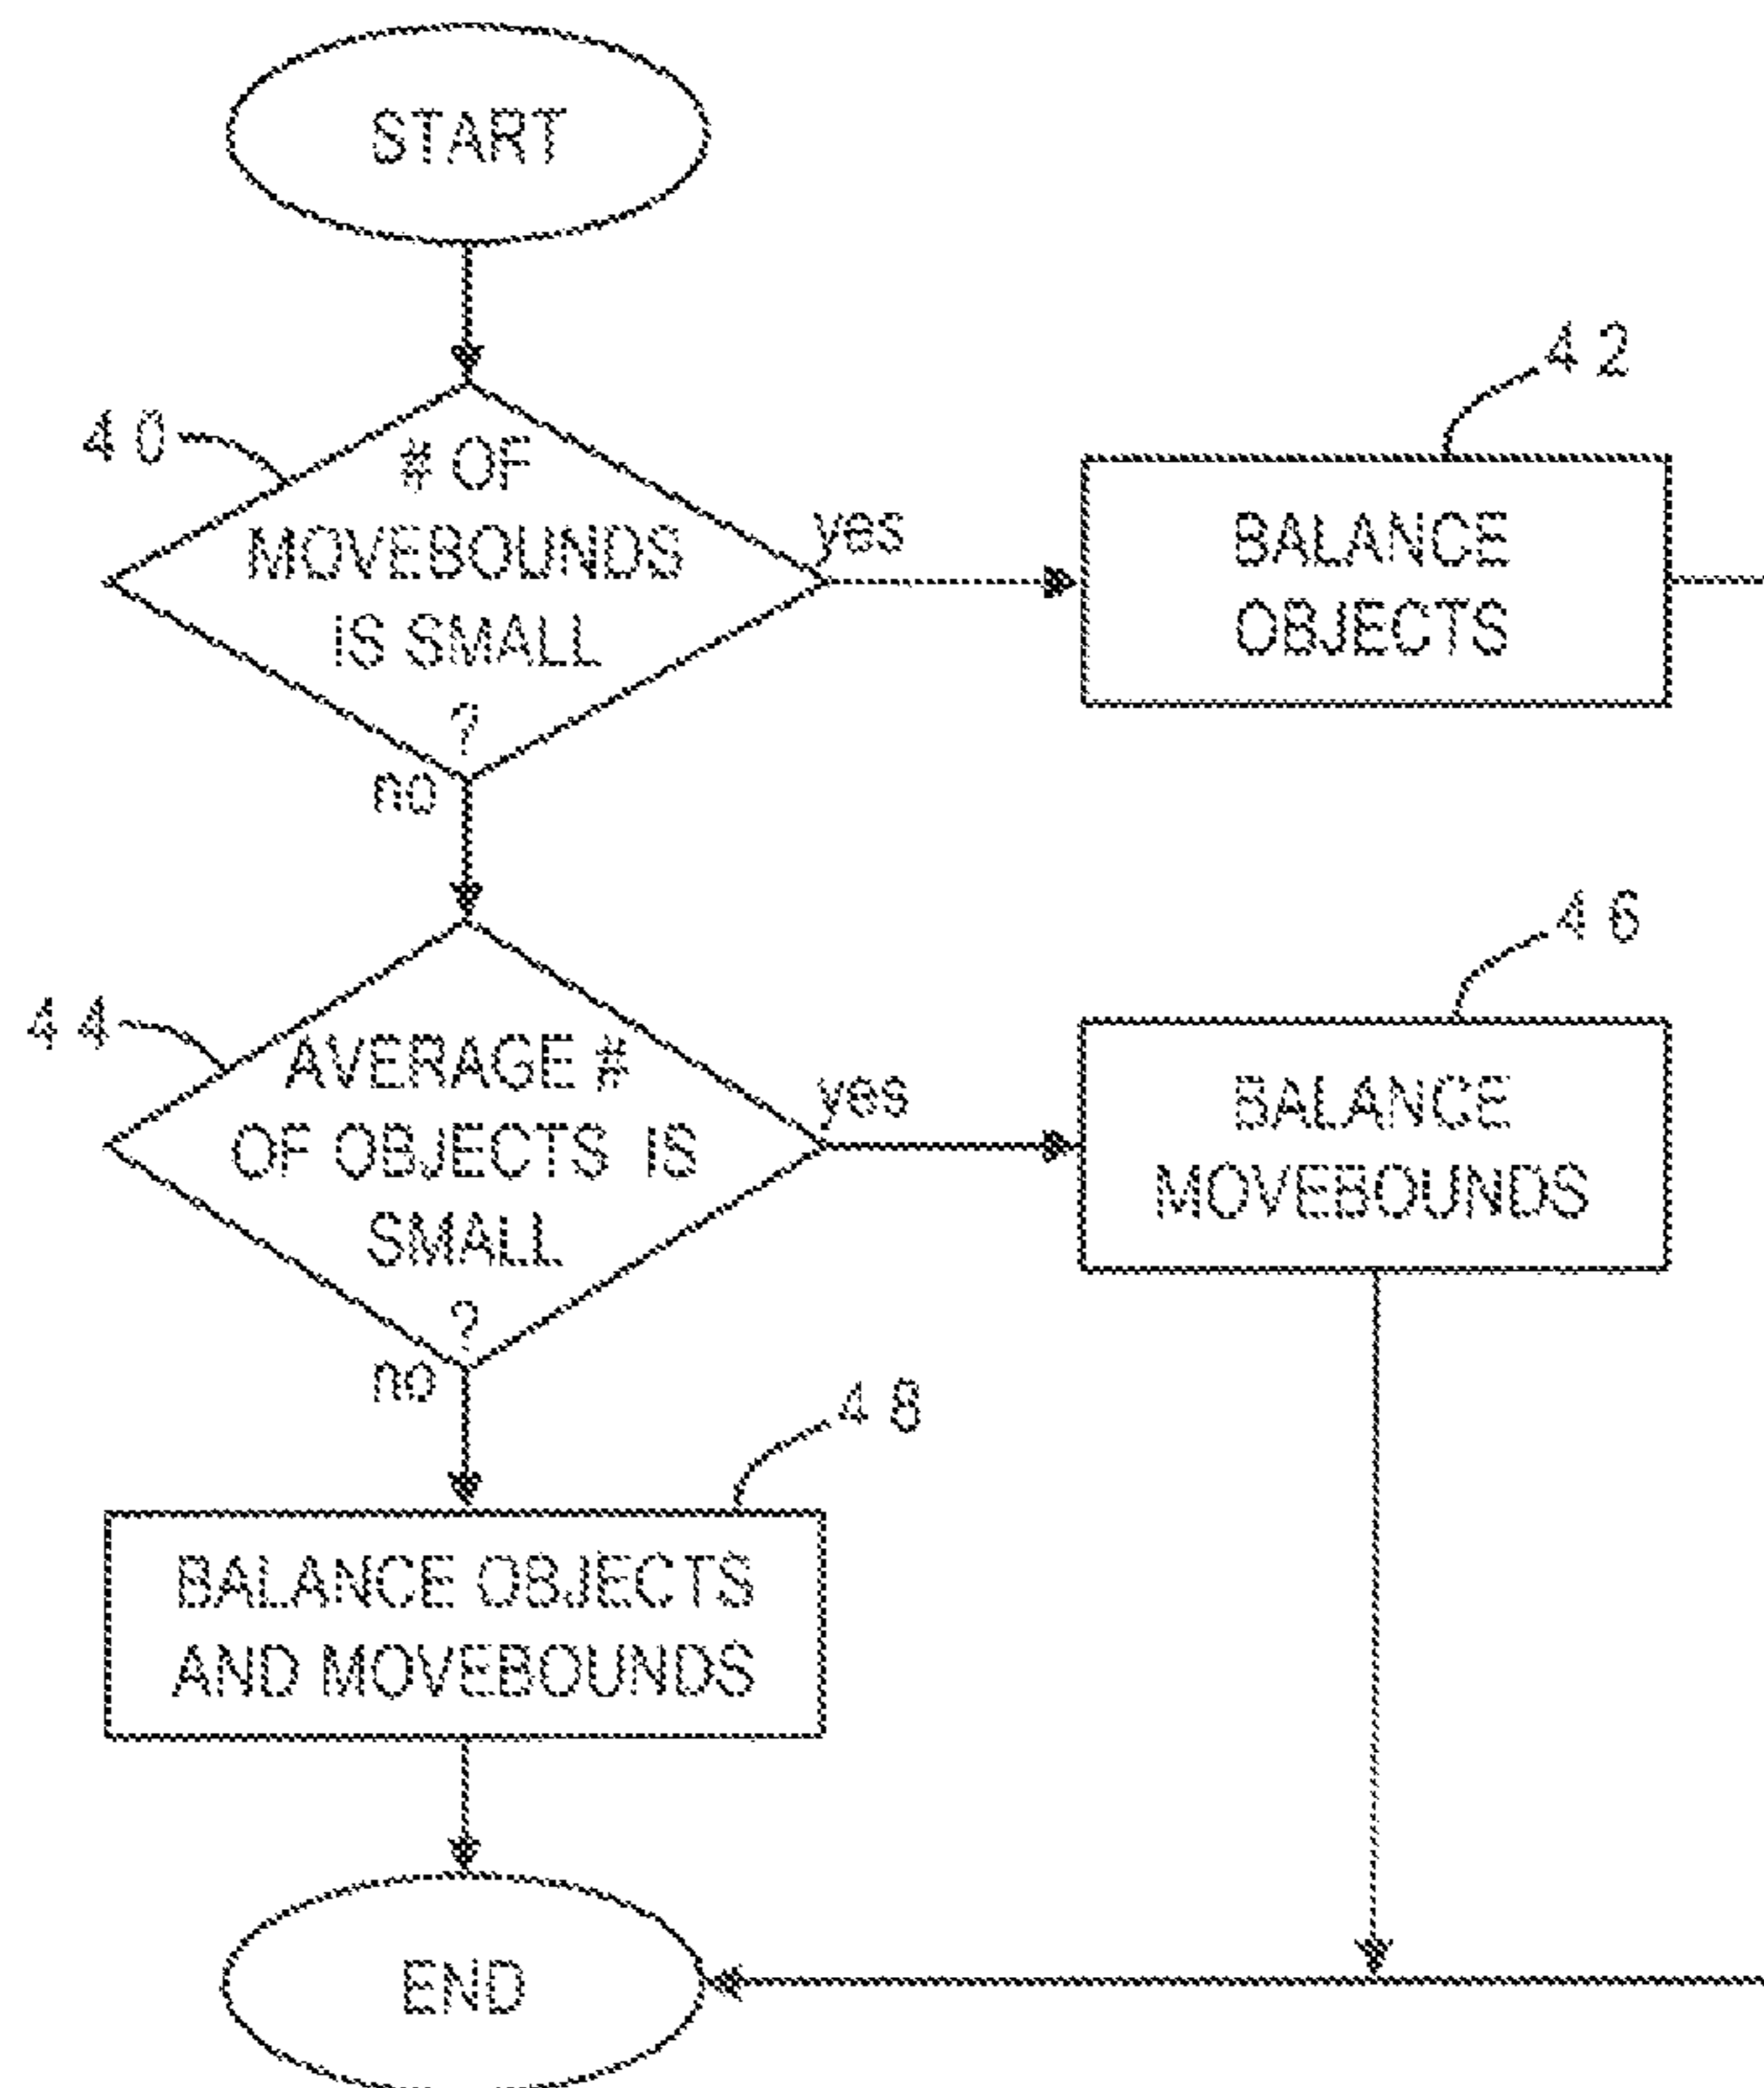 START
42
40
# OF
MOVEBOUNDS
IS SMALL
?
yes
BALANCE
OBJECTS
no
46
44
AVERAGE #
OF OBJECTS IS
SMALL
?
yes
BALANCE
MOVEBOUNDS
no
48
BALANCE OBJECTS
AND MOVEBOUNDS
END